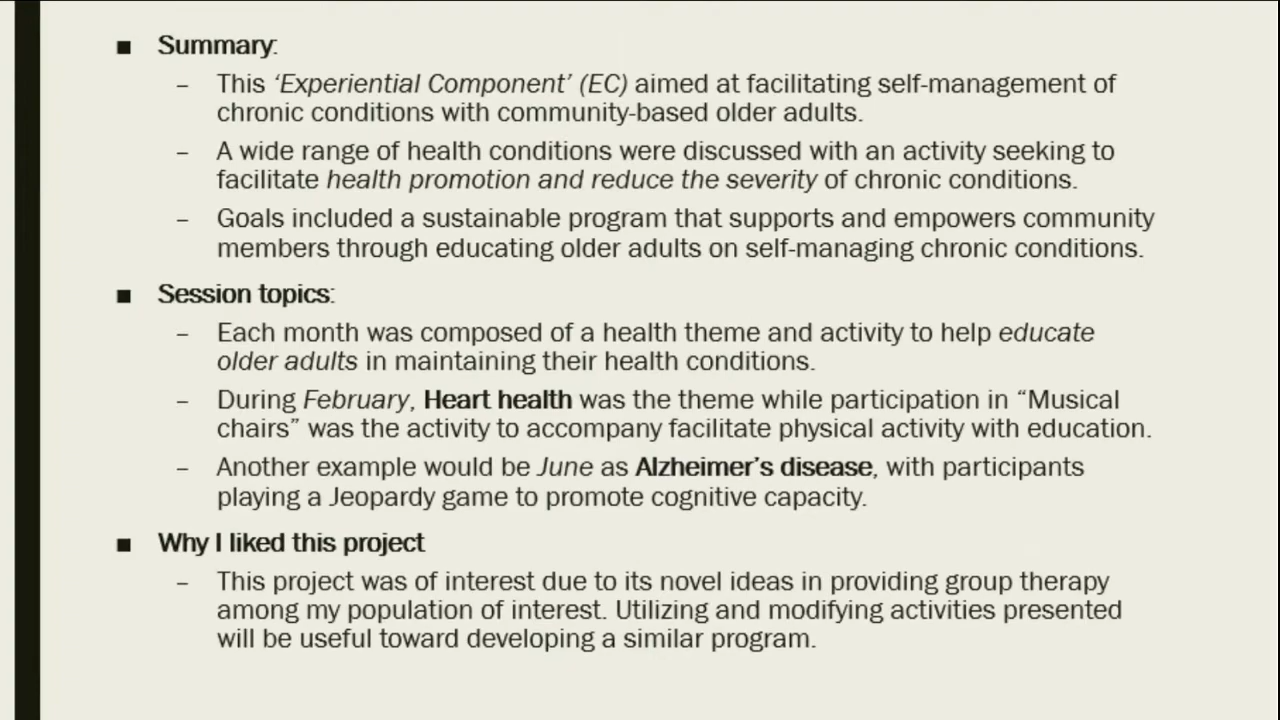 ■ Summary:
– This ‘Experiential Component’ (EC) aimed at facilitating self-management of
chronic conditions with community-based older adults.
– A wide range of health conditions were discussed with an activity seeking to
facilitate health promotion and reduce the severity of chronic conditions.
– Goals included a sustainable program that supports and empowers community
members through educating older adults on self-managing chronic conditions.
■ Session topics:
– Each month was composed of a health theme and activity to help educate
older adults in maintaining their health conditions.
– During February, Heart health was the theme while participation in “Musical
chairs” was the activity to accompany facilitate physical activity with education.
– Another example would be June as Alzheimer’s disease, with participants
playing a Jeopardy game to promote cognitive capacity.
■ Why I liked this project
– This project was of interest due to its novel ideas in providing group therapy
among my population of interest. Utilizing and modifying activities presented
will be useful toward developing a similar program.